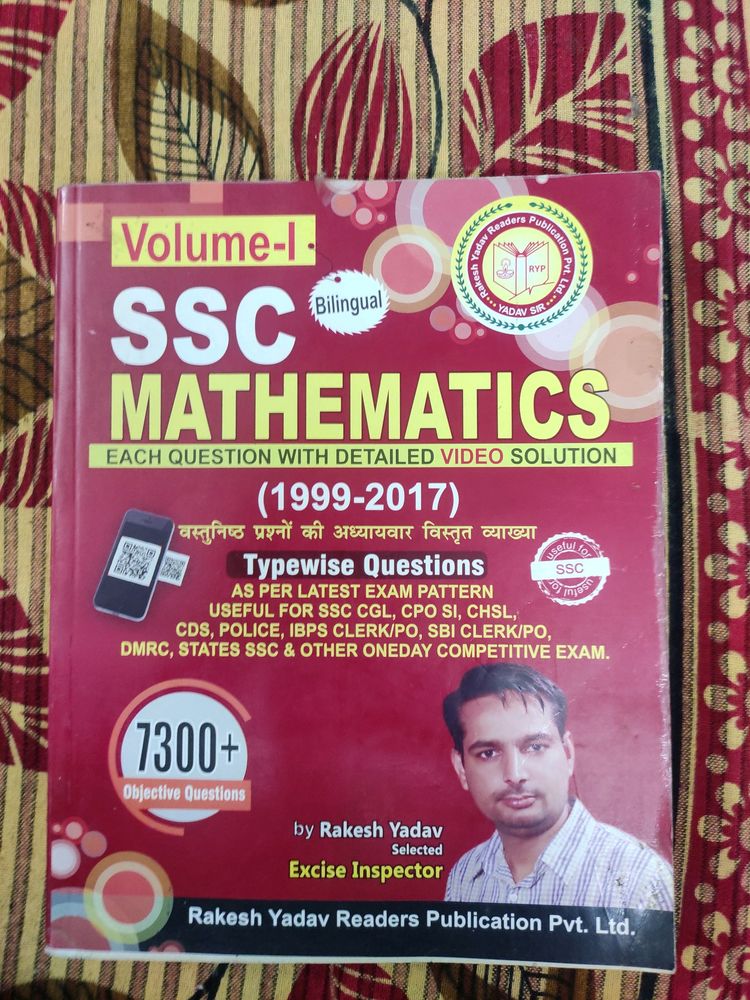 Volume-I
Rakesh Yadav Readers Publication Pvt. Ltd
RYP
YADAV SIR
SSC
Bilingual
MATHEMATICS
EACH QUESTION WITH DETAILED VIDEO SOLUTION
(1999-2017)
वस्तुनिष्ठ प्रश्नों की अध्यायवार विस्तृत व्याख्या
Typewise Questions
useful for
SSC
useful for
AS PER LATEST EXAM PATTERN
USEFUL FOR SSC CGL, CPO SI, CHSL,
CDS, POLICE, IBPS CLERK/PO, SBI CLERK/PO,
DMRC, STATES SSC & OTHER ONEDAY COMPETITIVE EXAM.
7300+
Objective Questions
by Rakesh Yadav
Selected
Excise Inspector
Rakesh Yadav Readers Publication Pvt. Ltd.